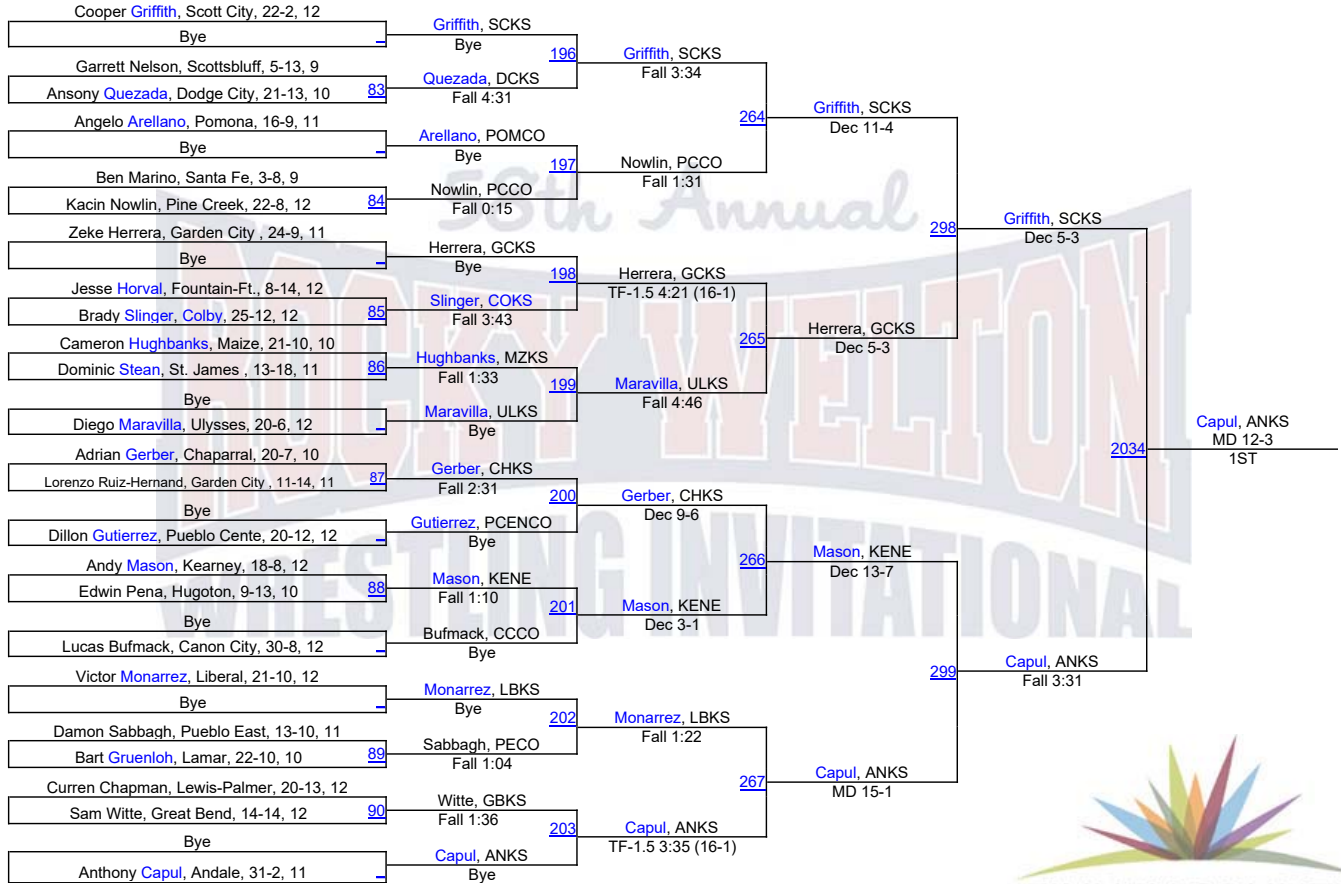 Cooper Griffith, Scott City, 22-2, 12
Bye
Garrett Nelson, Scottsbluff, 5-13, 9
Ansony Quezada, Dodge City, 21-13, 10
83
Angelo Arellano, Pomona, 16-9, 11
Bye
Ben Marino, Santa Fe, 3-8, 9
Kacin Nowlin, Pine Creek, 22-8, 12
84
Zeke Herrera, Garden City , 24-9, 11
Bye
Jesse Horval, Fountain-Ft., 8-14, 12
Brady Slinger, Colby, 25-12, 12
85
Cameron Hughbanks, Maize, 21-10, 10
Dominic Stean, St. James , 13-18, 11
86
Bye
Diego Maravilla, Ulysses, 20-6, 12
Adrian Gerber, Chaparral, 20-7, 10
Lorenzo Ruiz-Hernand, Garden City , 11-14, 11
87
Bye
Dillon Gutierrez, Pueblo Cente, 20-12, 12
Andy Mason, Kearney, 18-8, 12
Edwin Pena, Hugoton, 9-13, 10
88
Bye
Lucas Bufmack, Canon City, 30-8, 12
Victor Monarrez, Liberal, 21-10, 12
Bye
Damon Sabbagh, Pueblo East, 13-10, 11
Bart Gruenloh, Lamar, 22-10, 10
89
Curren Chapman, Lewis-Palmer, 20-13, 12
Sam Witte, Great Bend, 14-14, 12
90
Bye
Anthony Capul, Andale, 31-2, 11
Griffith, SCKS
Bye
196
Quezada, DCKS
Fall 4:31
Arellano, POMCO
Bye
197
Nowlin, PCCO
Fall 0:15
Herrera, GCKS
Bye
198
Slinger, COKS
Fall 3:43
Hughbanks, MZKS
Fall 1:33
199
Maravilla, ULKS
Bye
Gerber, CHKS
Fall 2:31
200
Gutierrez, PCENCO
Bye
Mason, KENE
Fall 1:10
201
Bufmack, CCCO
Bye
Monarrez, LBKS
Bye
202
Sabbagh, PECO
Fall 1:04
Witte, GBKS
Fall 1:36
203
Capul, ANKS
Bye
Griffith, SCKS
Fall 3:34
264
Nowlin, PCCO
Fall 1:31
Herrera, GCKS
TF-1.5 4:21 (16-1)
265
Maravilla, ULKS
Fall 4:46
Gerber, CHKS
Dec 9-6
266
Mason, KENE
Dec 3-1
Monarrez, LBKS
Fall 1:22
267
Capul, ANKS
TF-1.5 3:35 (16-1)
Griffith, SCKS
Dec 11-4
298
Herrera, GCKS
Dec 5-3
Mason, KENE
Dec 13-7
299
Capul, ANKS
MD 15-1
Griffith, SCKS
Dec 5-3
2034
Capul, ANKS
Fall 3:31
Capul, ANKS
MD 12-3
1ST
58th Annual
ROCKY WELTON
WRESTLING INVITATIONAL